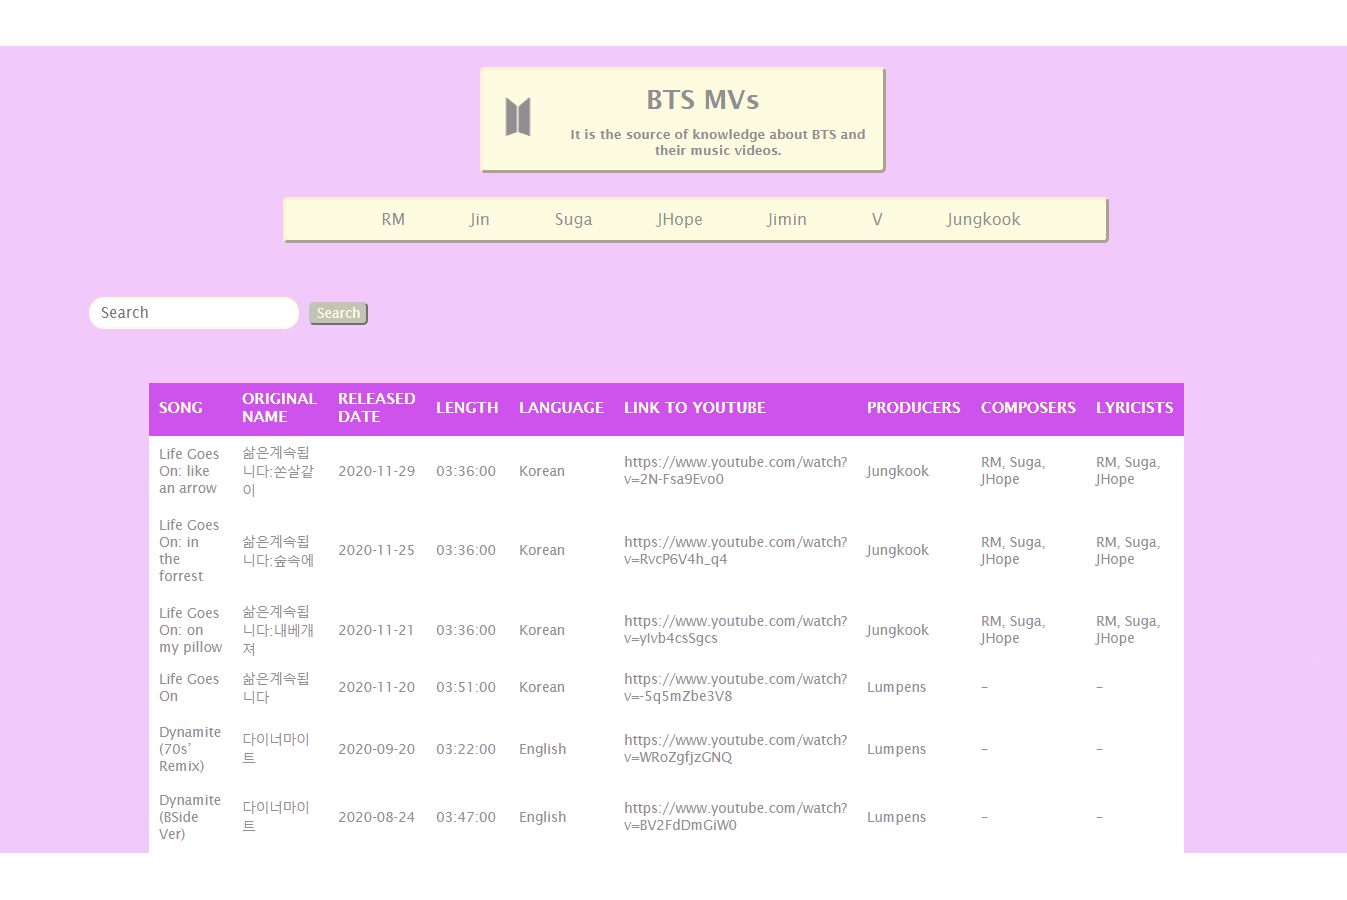 BTS MVs
It is the source of knowledge about BTS and
their music videos.
RM Jin Suga JHope Jimin V Jungkook
Search Search
SONG ORIGINAL NAME RELEASED DATE LENGTH LANGUAGE LINK TO YOUTUBE PRODUCERS COMPOSERS LYRICISTS
Life Goes On: like an arrow 삶은계속됩니다:쏜살같이 2020-11-29 03:36:00 Korean https://www.youtube.com/watch?v=2N-Fsa9Evo0 Jungkook RM, Suga, JHope RM, Suga, JHope
Life Goes On: in the forrest 삶은계속됩니다:숲속에 2020-11-25 03:36:00 Korean https://www.youtube.com/watch?v=RvcP6V4h_q4 Jungkook RM, Suga, JHope RM, Suga, JHope
Life Goes On: on my pillow 삶은계속됩니다:내베개져 2020-11-21 03:36:00 Korean https://www.youtube.com/watch?v=yIvb4csSgcs Jungkook RM, Suga, JHope RM, Suga, JHope
Life Goes On 삶은계속됩니다 2020-11-20 03:51:00 Korean https://www.youtube.com/watch?v=-5q5mZbe3V8 Lumpens - -
Dynamite (70s’ Remix) 다이너마이트 2020-09-20 03:22:00 English https://www.youtube.com/watch?v=WRoZgfjzGNQ Lumpens - -
Dynamite (BSide Ver) 다이너마이트 2020-08-24 03:47:00 English https://www.youtube.com/watch?v=BV2FdDmGiW0 Lumpens - -